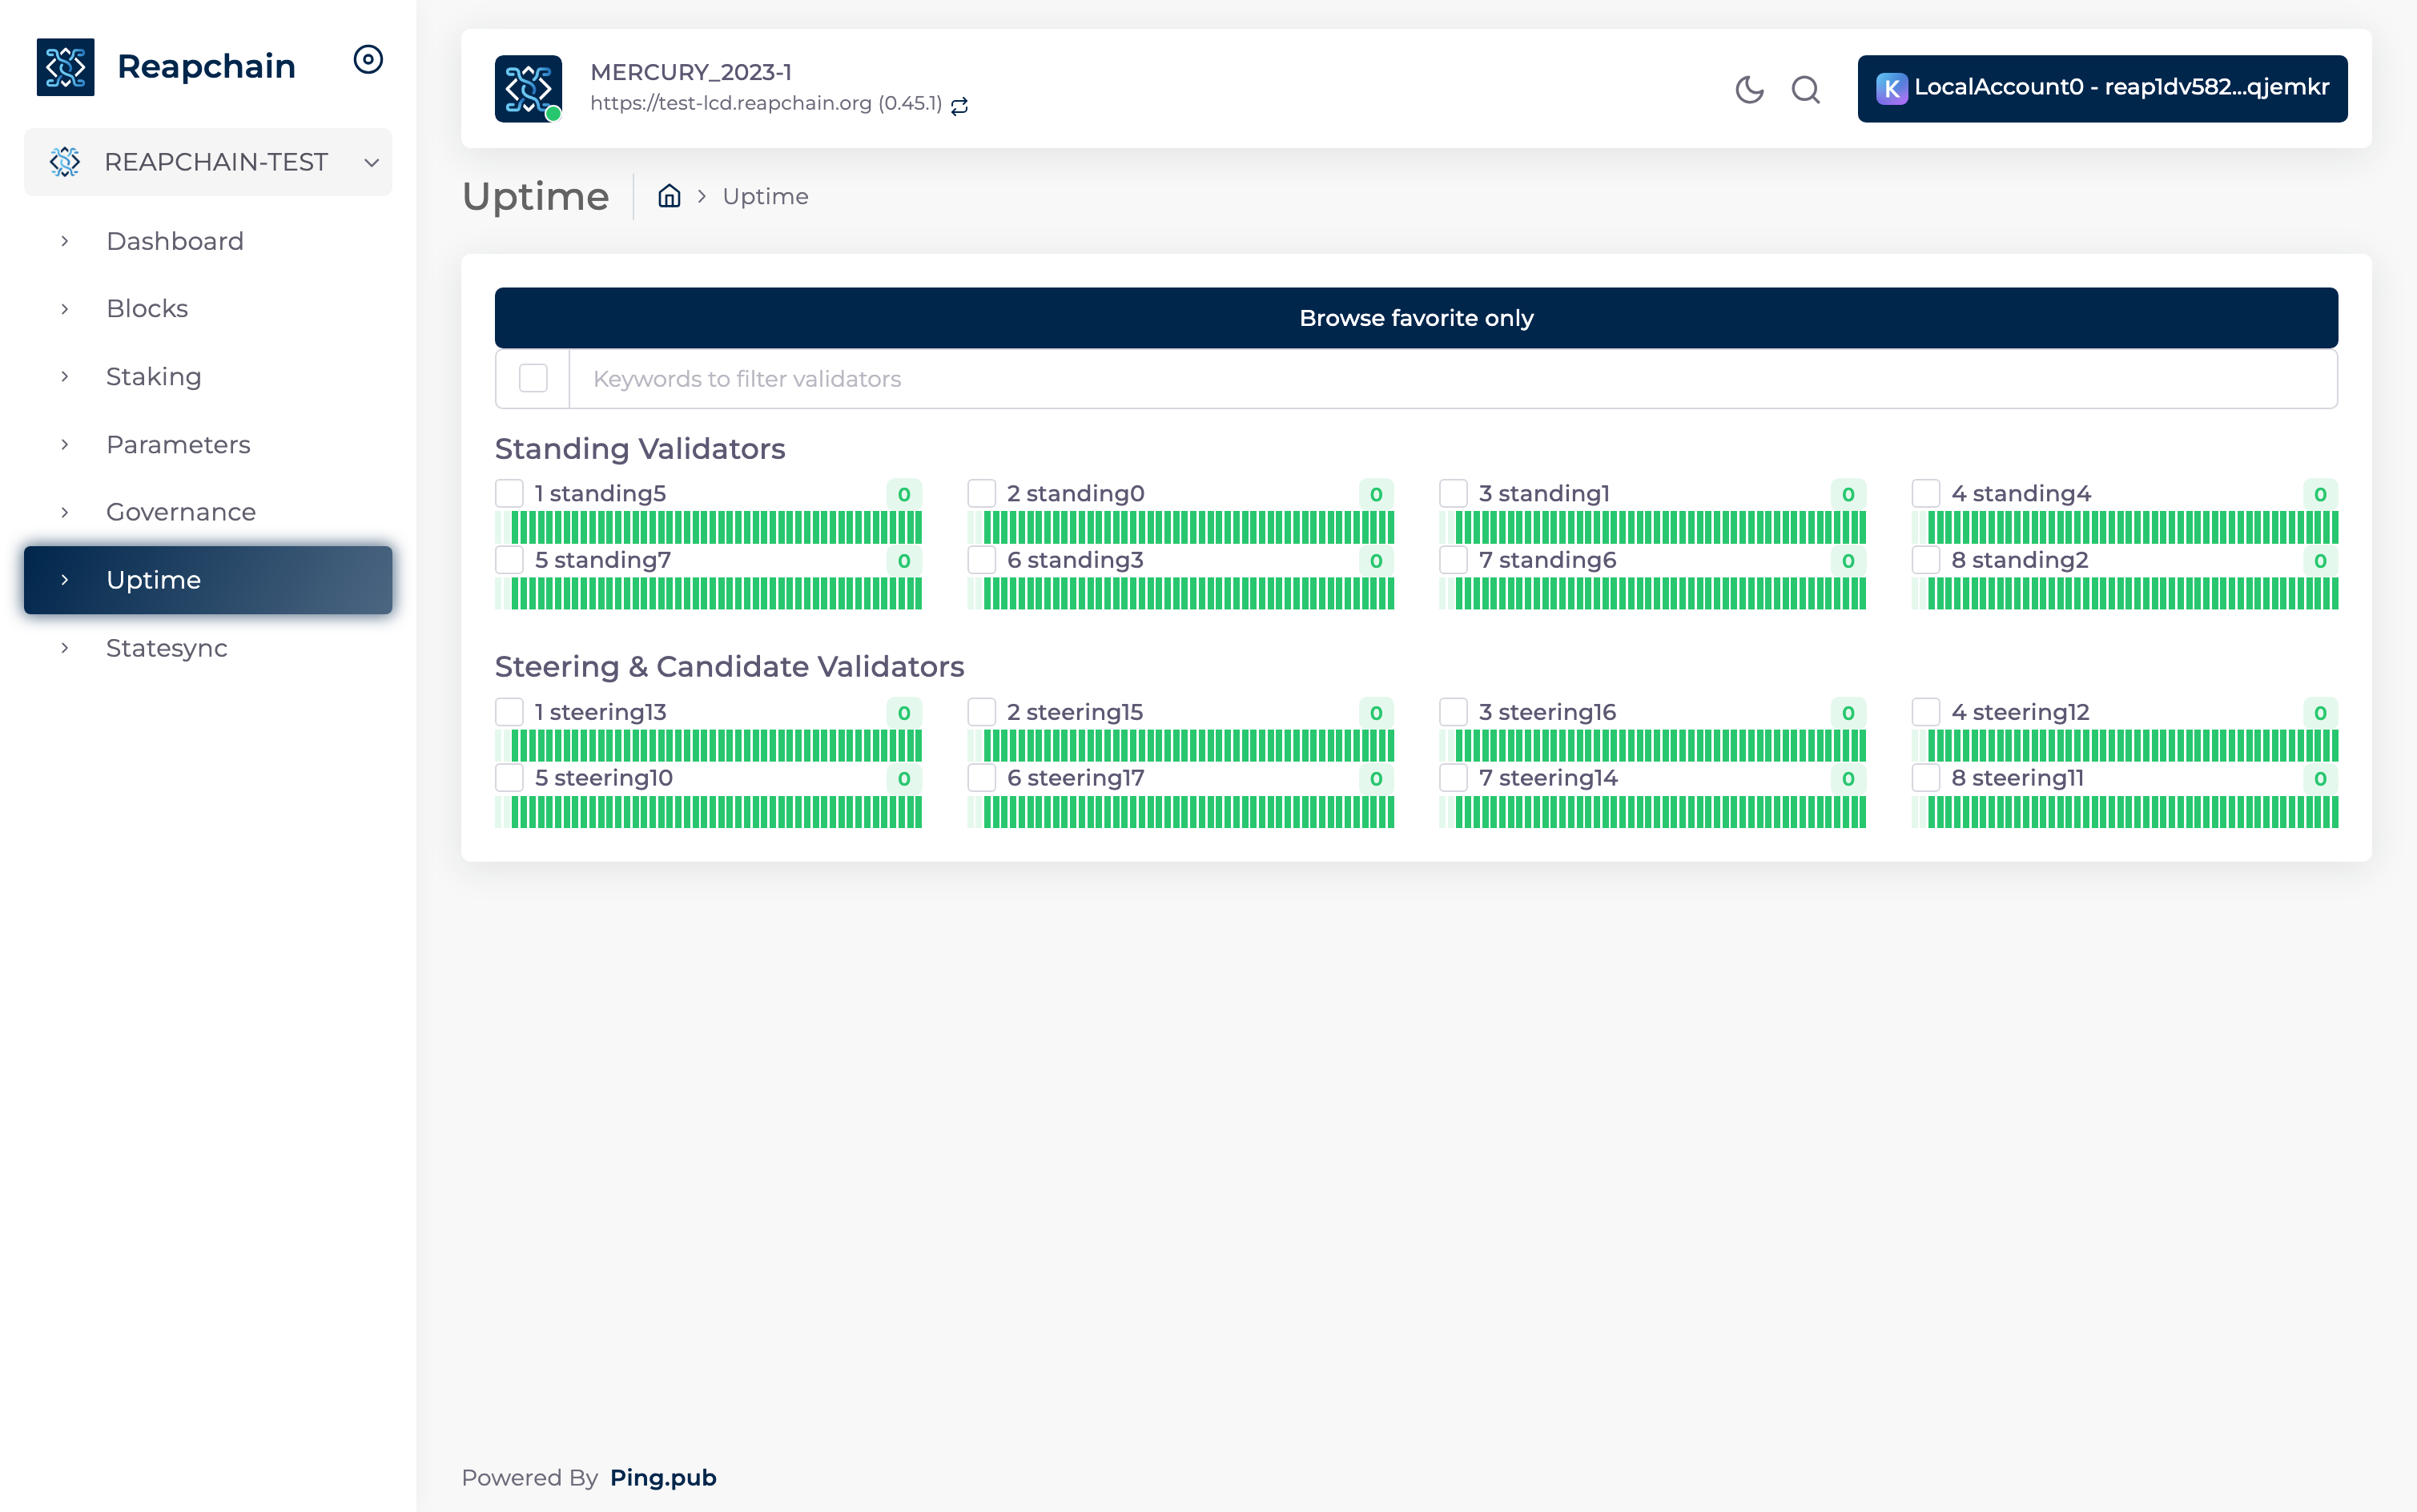 Reapchain
REAPCHAIN-TEST
Dashboard
Blocks
Staking
Parameters
Governance
Uptime
Statesync
MERCURY_2023-1
https://test-lcd.reapchain.org (0.45.1)
K LocalAccount0 - reap1dv582...qjemkr
Uptime
Uptime
Browse favorite only
Keywords to filter validators
Standing Validators
1 standing5 0
2 standing0 0
3 standing1 0
4 standing4 0
5 standing7 0
6 standing3 0
7 standing6 0
8 standing2 0
Steering & Candidate Validators
1 steering13 0
2 steering15 0
3 steering16 0
4 steering12 0
5 steering10 0
6 steering17 0
7 steering14 0
8 steering11 0
Powered By Ping.pub